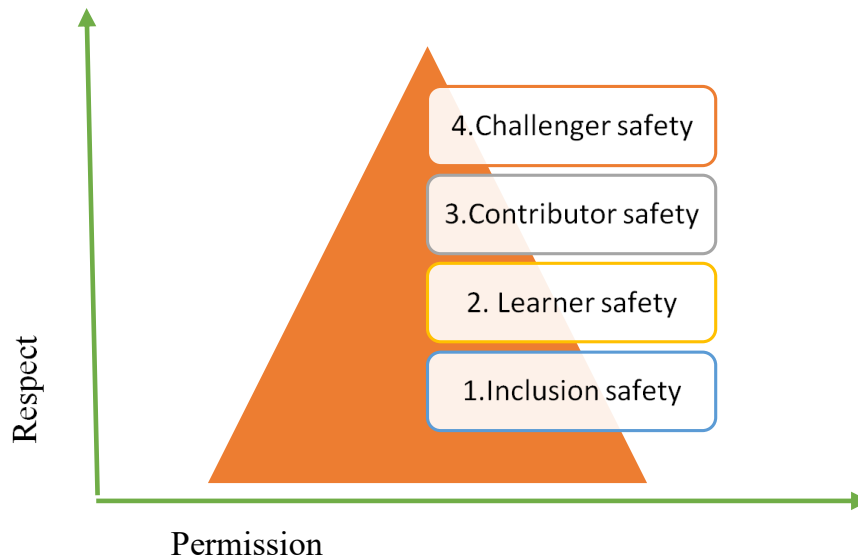 4.Challenger safety
3.Contributor safety
2. Learner safety
1.Inclusion safety
Respect
Permission